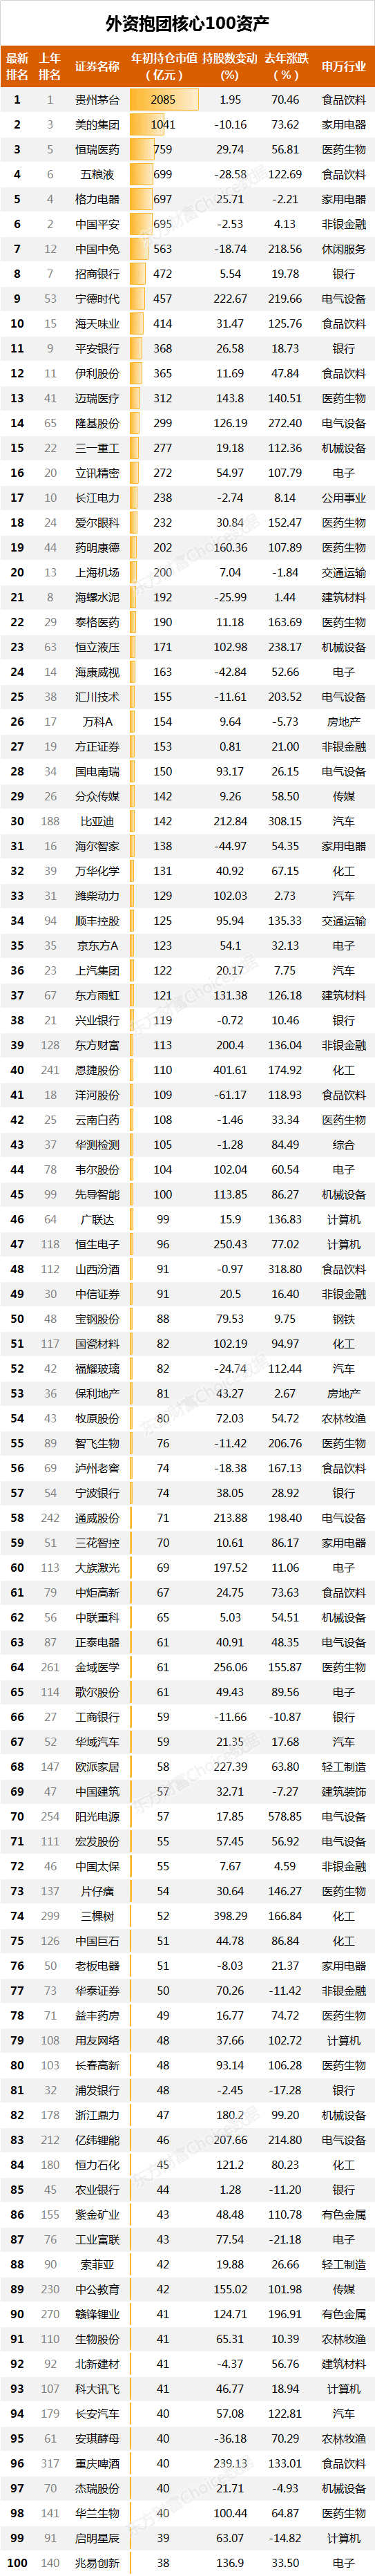 外资抱团核心100资产
最新排名 上年排名 证券名称 年初持仓市值（亿元） 持股数变动(%) 去年涨跌（%） 申万行业
1 1 贵州茅台 2085 1.95 70.46 食品饮料
2 3 美的集团 1041 -10.16 73.62 家用电器
3 5 恒瑞医药 759 29.74 56.81 医药生物
4 6 五粮液 699 -28.58 122.69 食品饮料
5 4 格力电器 697 25.71 -2.21 家用电器
6 2 中国平安 695 -2.53 4.13 非银金融
7 12 中国中免 563 -18.74 218.56 休闲服务
8 7 招商银行 472 5.54 19.78 银行
9 53 宁德时代 457 222.67 219.66 电气设备
10 15 海天味业 414 31.47 125.76 食品饮料
11 9 平安银行 368 26.58 18.73 银行
12 11 伊利股份 365 11.69 47.84 食品饮料
13 41 迈瑞医疗 312 143.8 140.51 医药生物
14 65 隆基股份 299 126.19 272.40 电气设备
15 22 三一重工 277 19.18 112.36 机械设备
16 20 立讯精密 272 54.97 107.79 电子
17 10 长江电力 238 -2.74 8.14 公用事业
18 24 爱尔眼科 232 30.84 152.47 医药生物
19 44 药明康德 202 160.36 107.89 医药生物
20 13 上海机场 200 7.04 -1.84 交通运输
21 8 海螺水泥 192 -25.99 1.44 建筑材料
22 29 泰格医药 190 11.18 163.69 医药生物
23 63 恒立液压 171 102.98 238.17 机械设备
24 14 海康威视 163 -42.84 52.66 电子
25 38 汇川技术 155 -11.61 203.52 电气设备
26 17 万科A 154 9.64 -5.73 房地产
27 19 方正证券 153 0.81 21.00 非银金融
28 34 国电南瑞 150 93.17 26.15 电气设备
29 26 分众传媒 142 9.26 58.50 传媒
30 188 比亚迪 142 212.84 308.15 汽车
31 16 海尔智家 138 -44.97 54.35 家用电器
32 39 万华化学 131 40.92 67.15 化工
33 31 潍柴动力 129 102.03 2.73 汽车
34 94 顺丰控股 125 95.94 135.33 交通运输
35 35 京东方A 123 54.1 32.13 电子
36 23 上汽集团 122 20.17 7.75 汽车
37 67 东方雨虹 121 131.38 126.18 建筑材料
38 21 兴业银行 119 -0.72 10.46 银行
39 128 东方财富 113 200.4 136.04 非银金融
40 241 恩捷股份 110 401.61 174.92 化工
41 18 洋河股份 109 -61.17 118.93 食品饮料
42 25 云南白药 108 -1.46 33.34 医药生物
43 37 华测检测 105 -1.28 84.49 综合
44 78 韦尔股份 104 102.04 60.54 电子
45 99 先导智能 100 113.85 86.27 机械设备
46 64 广联达 99 15.9 136.83 计算机
47 118 恒生电子 96 250.43 77.02 计算机
48 112 山西汾酒 91 -0.97 318.80 食品饮料
49 30 中信证券 91 20.5 16.40 非银金融
50 48 宝钢股份 88 79.53 9.75 钢铁
51 117 国瓷材料 82 102.19 94.97 化工
52 42 福耀玻璃 82 -24.74 112.44 汽车
53 36 保利地产 81 43.27 2.67 房地产
54 43 牧原股份 80 72.03 54.72 农林牧渔
55 89 智飞生物 76 -11.42 206.76 医药生物
56 69 泸州老窖 74 -18.38 167.13 食品饮料
57 54 宁波银行 74 38.05 28.92 银行
58 242 通威股份 71 213.88 198.40 电气设备
59 51 三花智控 70 10.61 86.17 家用电器
60 113 大族激光 69 197.52 11.06 电子
61 79 中炬高新 67 24.75 73.63 食品饮料
62 56 中联重科 65 5.03 54.51 机械设备
63 87 正泰电器 61 40.91 48.35 电气设备
64 261 金域医学 61 256.06 155.87 医药生物
65 114 歌尔股份 61 49.43 89.56 电子
66 27 工商银行 59 -11.66 -10.87 银行
67 52 华域汽车 59 21.35 17.68 汽车
68 147 欧派家居 58 227.39 63.80 轻工制造
69 47 中国建筑 57 32.71 -7.27 建筑装饰
70 254 阳光电源 57 17.85 578.85 电气设备
71 111 宏发股份 55 57.45 56.92 电气设备
72 46 中国太保 55 7.67 4.59 非银金融
73 137 片仔癀 54 30.64 146.27 医药生物
74 299 三棵树 52 398.29 166.84 化工
75 126 中国巨石 51 44.78 86.84 化工
76 50 老板电器 51 -8.03 21.37 家用电器
77 73 华泰证券 50 70.26 -11.42 非银金融
78 71 益丰药房 49 16.77 74.72 医药生物
79 108 用友网络 48 37.66 102.72 计算机
80 103 长春高新 48 93.14 106.28 医药生物
81 32 浦发银行 48 -2.45 -17.28 银行
82 178 浙江鼎力 47 180.2 99.20 机械设备
83 212 亿纬锂能 46 207.66 214.80 电气设备
84 180 恒力石化 45 121.2 80.23 化工
85 45 农业银行 44 1.28 -11.20 银行
86 155 紫金矿业 43 48.48 110.78 有色金属
87 76 工业富联 43 77.54 -21.18 电子
88 90 索菲亚 42 19.88 26.66 轻工制造
89 230 中公教育 42 155.02 101.98 传媒
90 270 赣锋锂业 41 124.71 196.91 有色金属
91 110 生物股份 41 65.31 10.39 农林牧渔
92 92 北新建材 41 -4.37 56.76 建筑材料
93 107 科大讯飞 41 46.77 18.94 计算机
94 179 长安汽车 40 57.08 122.81 汽车
95 61 安琪酵母 40 -36.18 70.29 农林牧渔
96 317 重庆啤酒 40 239.13 133.01 食品饮料
97 70 杰瑞股份 40 21.71 -4.93 机械设备
98 141 华兰生物 40 100.44 64.87 医药生物
99 91 启明星辰 39 63.07 -14.82 计算机
100 140 兆易创新 38 136.9 33.50 电子
东方财富Choice数据